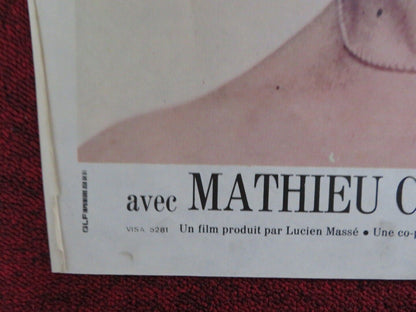 avec MATHIEU C
VISA 5281 Un film produit par Lucien Massé • Une co-p